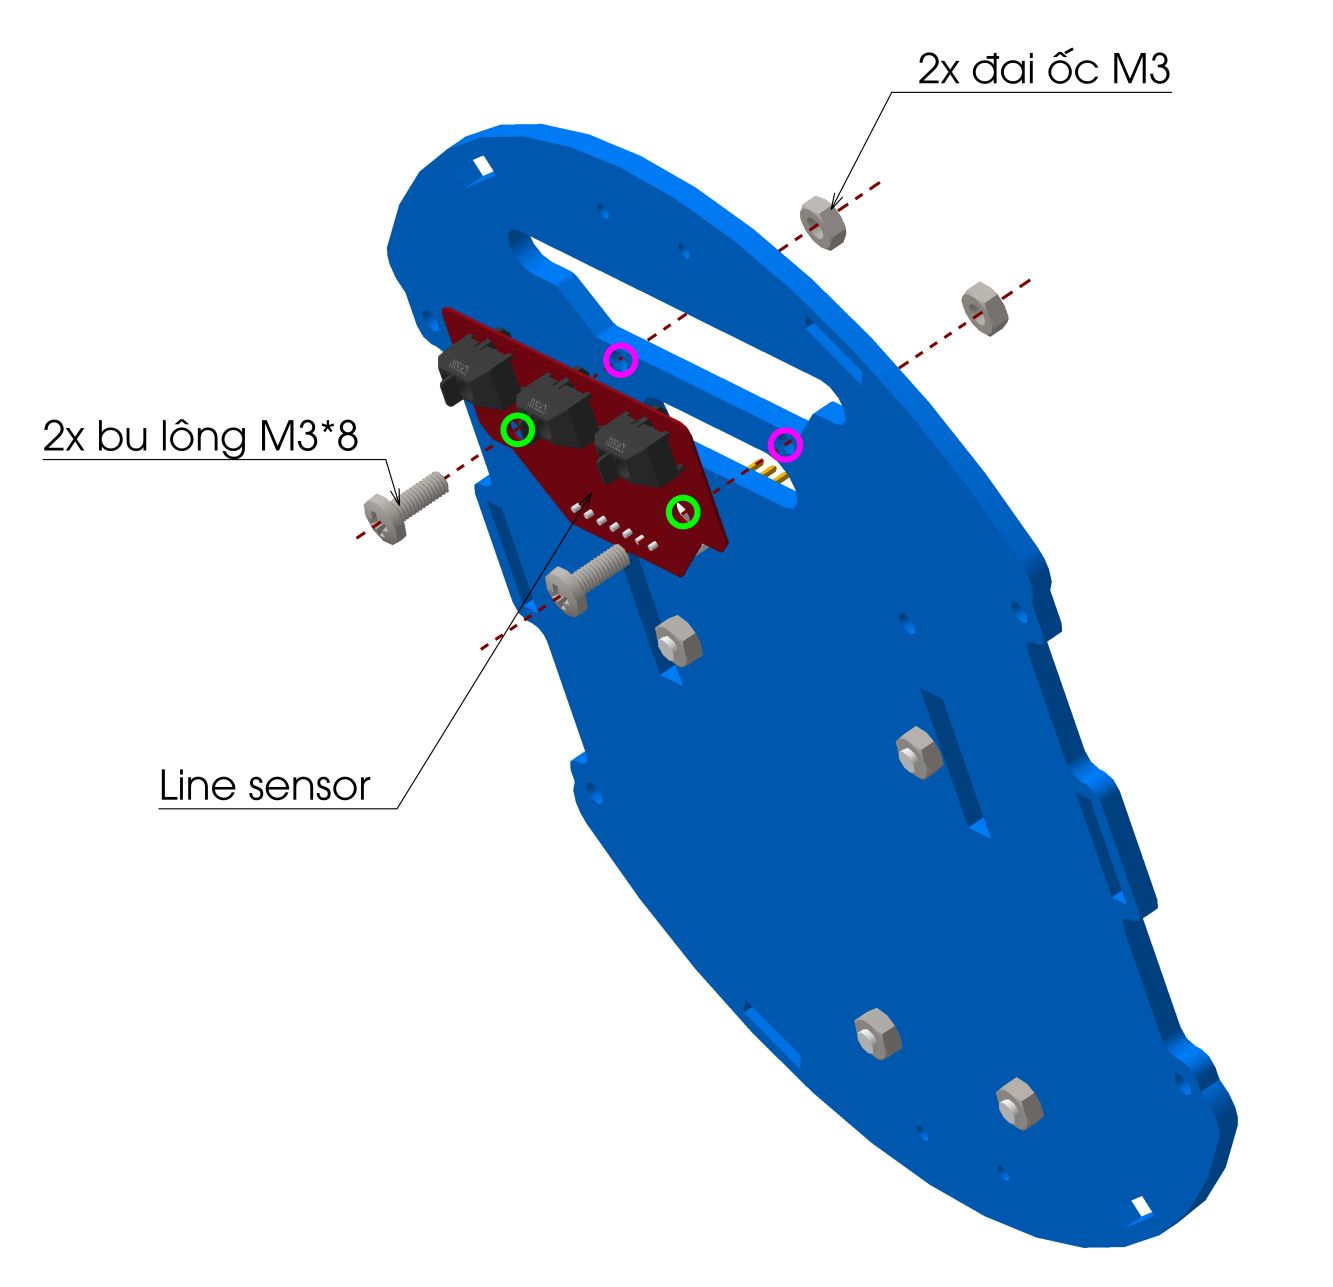 2x đai ốc M3
2x bu lông M3*8
Line sensor